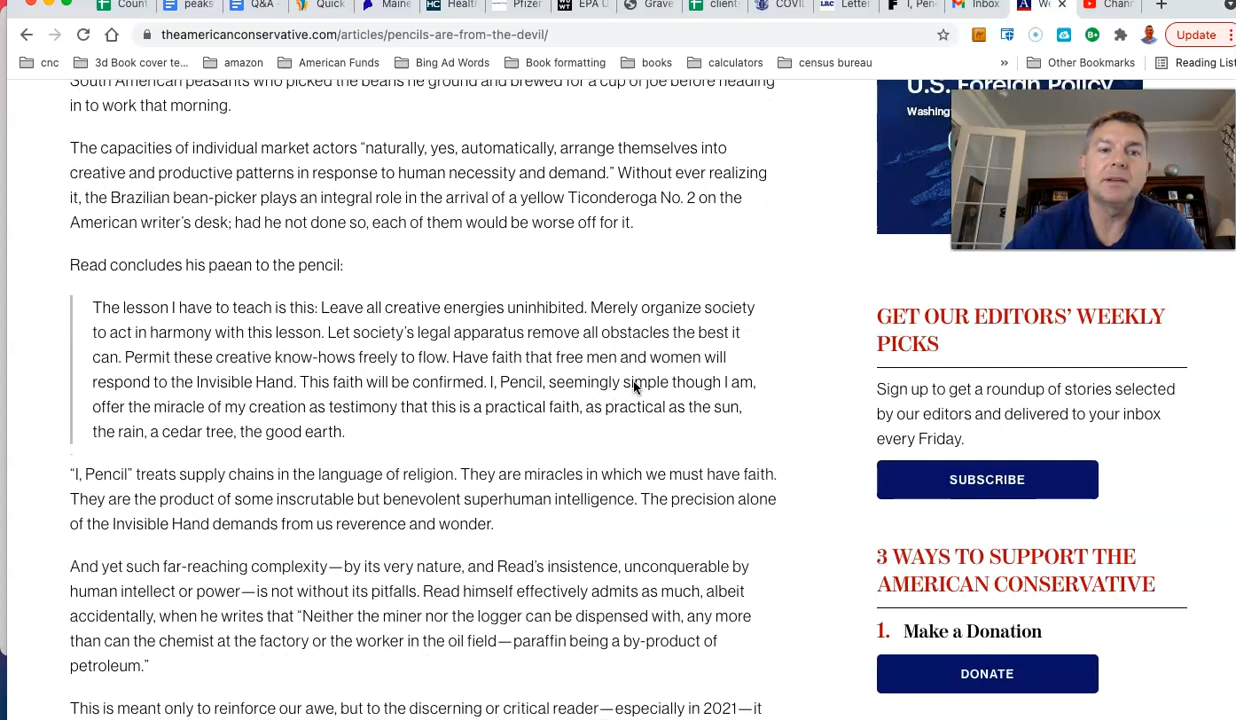 Count
peaks
Q&A
Quick
Maine
Healt
Pfizer
EPA U
Grave
client
COVI
Letter
"I, Pen
Inbox
Chan
theamericanconservative.com/articles/pencils-are-from-the-devil/
Update
cnc
3d Book cover te...
amazon
American Funds
Bing Ad Words
Book formatting
books
calculators
census bureau
»
Other Bookmarks
Reading List
South American peasants who picked the beans he ground and brewed for a cup of joe before heading
in to work that morning.
The capacities of individual market actors “naturally, yes, automatically, arrange themselves into
creative and productive patterns in response to human necessity and demand.” Without ever realizing
it, the Brazilian bean-picker plays an integral role in the arrival of a yellow Ticonderoga No. 2 on the
American writer’s desk; had he not done so, each of them would be worse off for it.
Read concludes his paean to the pencil:
The lesson I have to teach is this: Leave all creative energies uninhibited. Merely organize society
to act in harmony with this lesson. Let society’s legal apparatus remove all obstacles the best it
can. Permit these creative know-hows freely to flow. Have faith that free men and women will
respond to the Invisible Hand. This faith will be confirmed. I, Pencil, seemingly simple though I am,
offer the miracle of my creation as testimony that this is a practical faith, as practical as the sun,
the rain, a cedar tree, the good earth.
“I, Pencil” treats supply chains in the language of religion. They are miracles in which we must have faith.
They are the product of some inscrutable but benevolent superhuman intelligence. The precision alone
of the Invisible Hand demands from us reverence and wonder.
And yet such far-reaching complexity—by its very nature, and Read’s insistence, unconquerable by
human intellect or power—is not without its pitfalls. Read himself effectively admits as much, albeit
accidentally, when he writes that “Neither the miner nor the logger can be dispensed with, any more
than can the chemist at the factory or the worker in the oil field—paraffin being a by-product of
petroleum.”
This is meant only to reinforce our awe, but to the discerning or critical reader—especially in 2021—it
U.S. Foreign Policy
Washing
GET OUR EDITORS’ WEEKLY
PICKS
Sign up to get a roundup of stories selected
by our editors and delivered to your inbox
every Friday.
SUBSCRIBE
3 WAYS TO SUPPORT THE
AMERICAN CONSERVATIVE
1. Make a Donation
DONATE